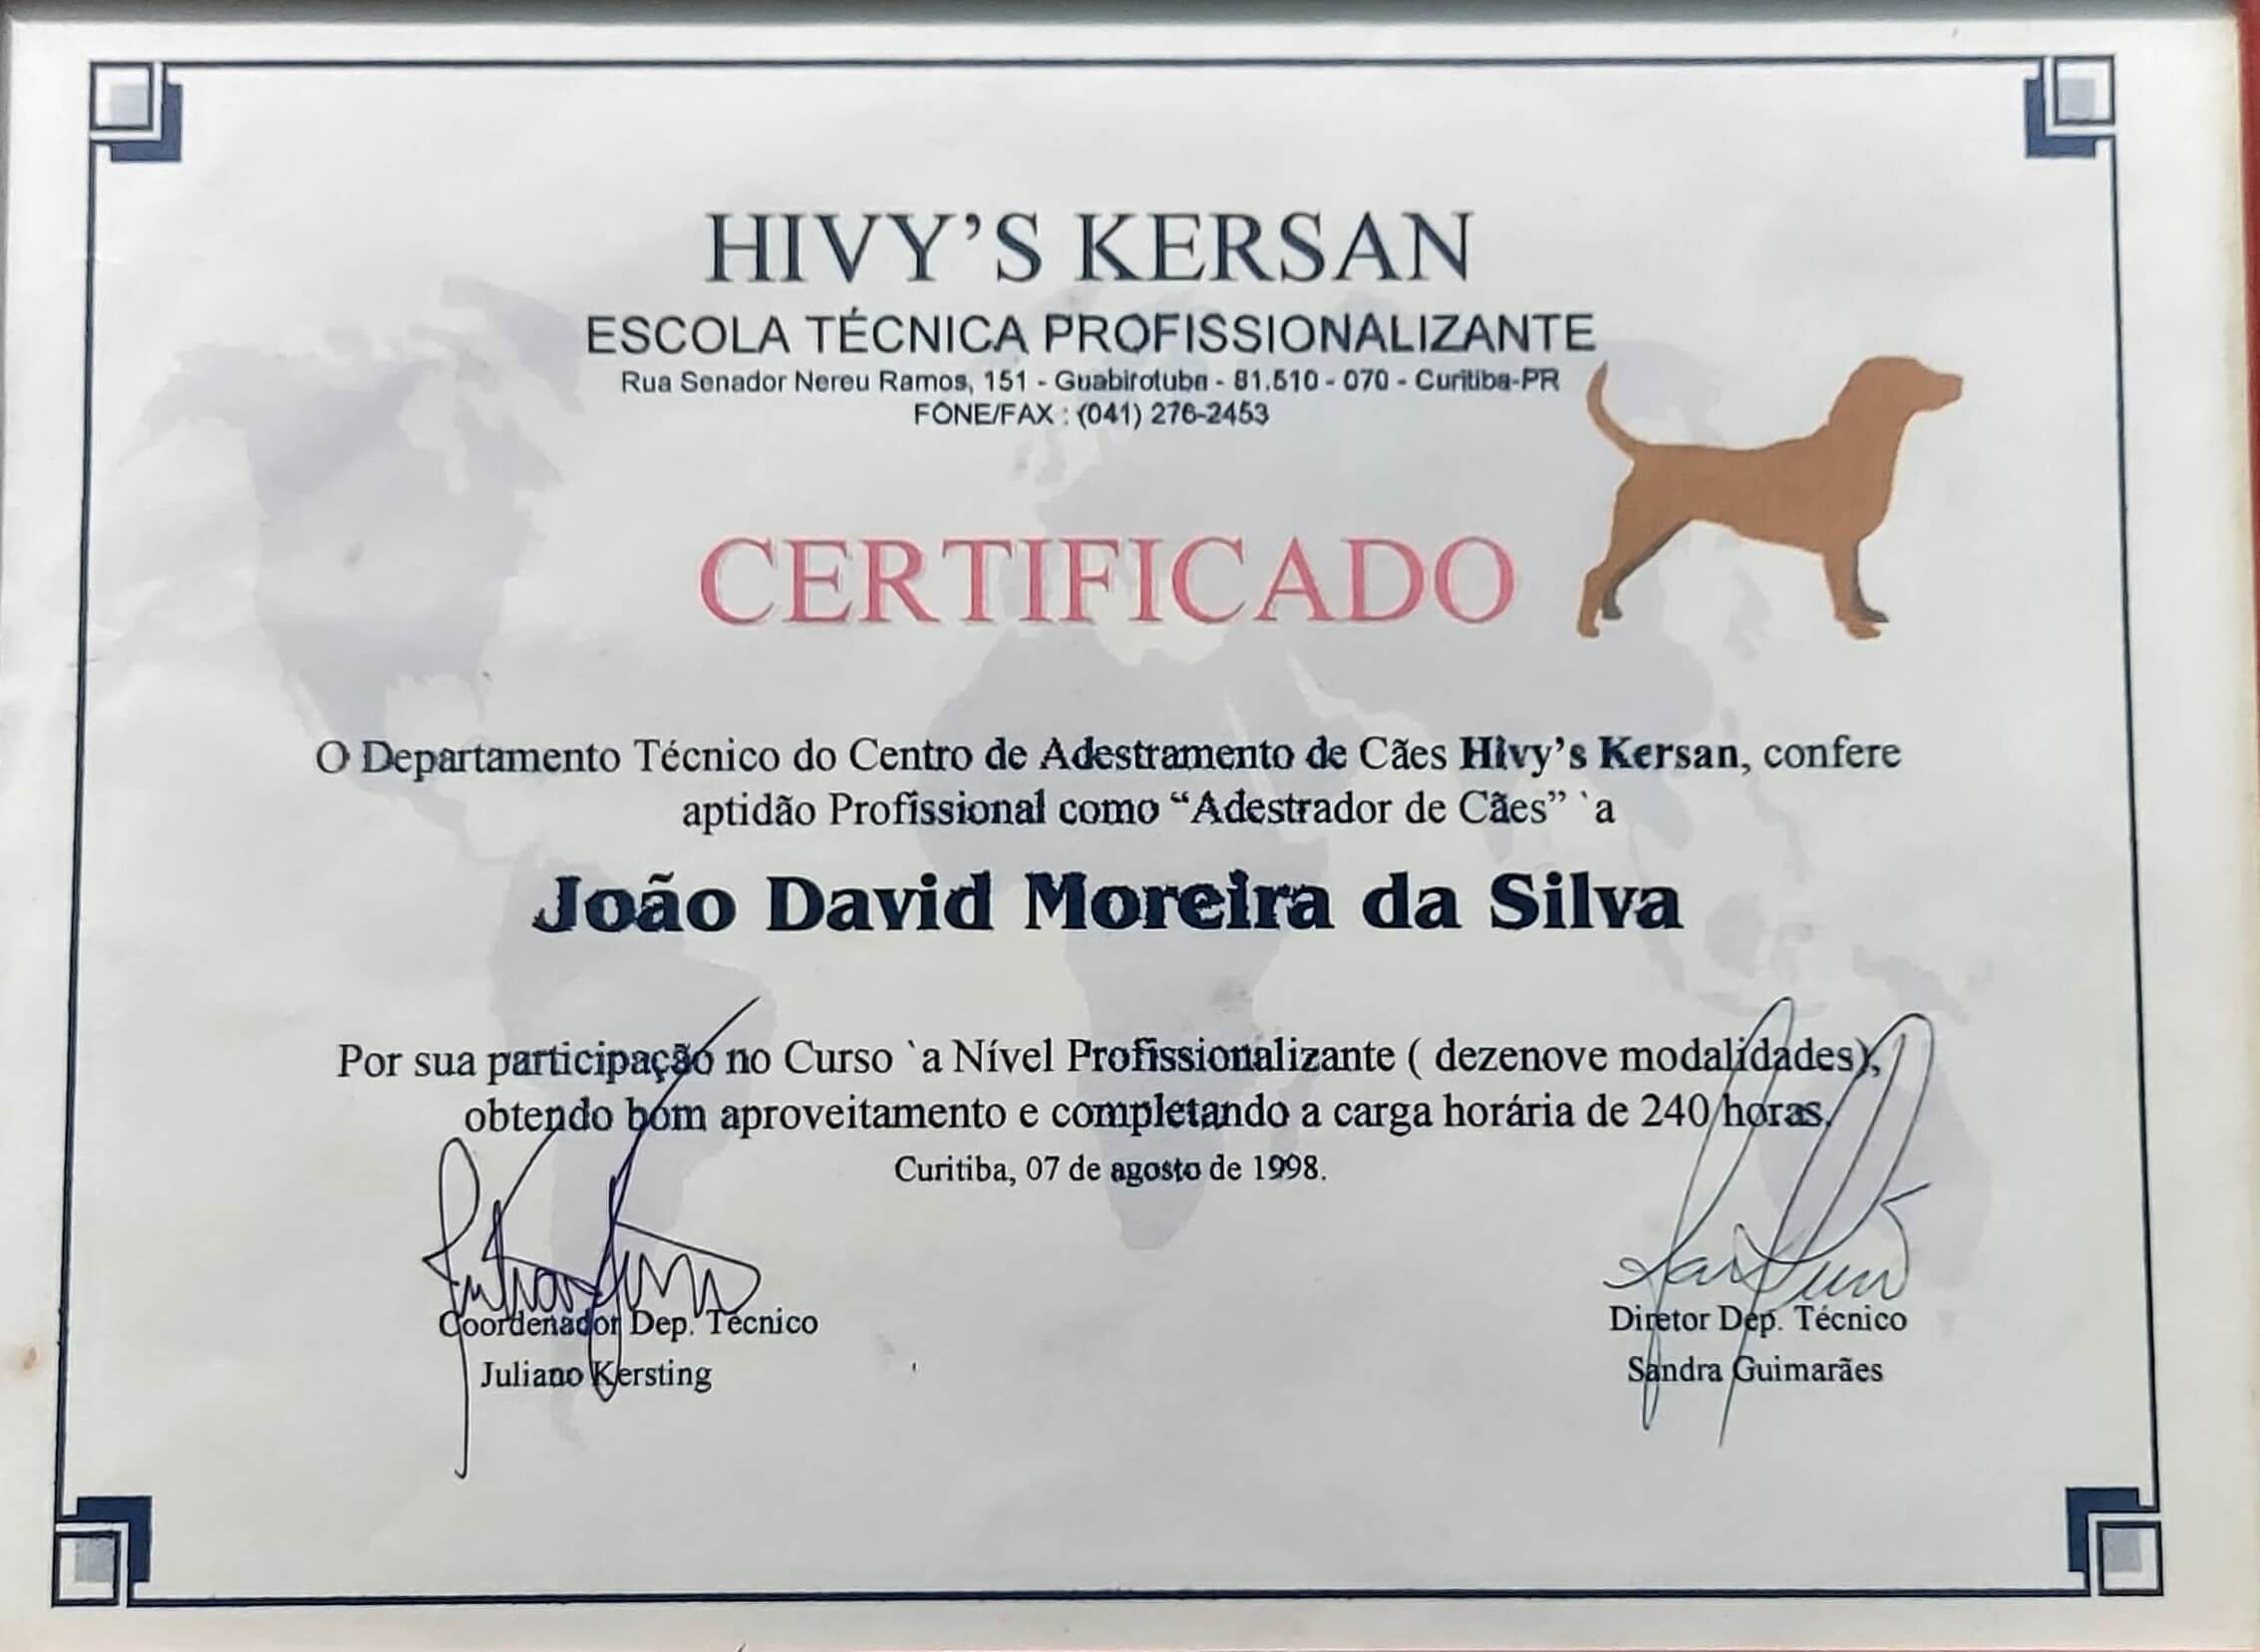 HIVY’S KERSAN
ESCOLA TÉCNICA PROFISSIONALIZANTE
Rua Senador Nereu Ramos, 151 - Guabirotuba - 81.510 - 070 - Curitiba-PR
FONE/FAX : (041) 276-2453
CERTIFICADO
O Departamento Técnico do Centro de Adestramento de Cães Hivy’s Kersan, confere
aptidão Profissional como “Adestrador de Cães” `a
João David Moreira da Silva
Por sua participação no Curso `a Nível Profissionalizante ( dezenove modalidades),
obtendo bom aproveitamento e completando a carga horária de 240 horas.
Curitiba, 07 de agosto de 1998.
Coordenador Dep. Técnico
Juliano Kersting
Diretor Dep. Técnico
Sandra Guimarães